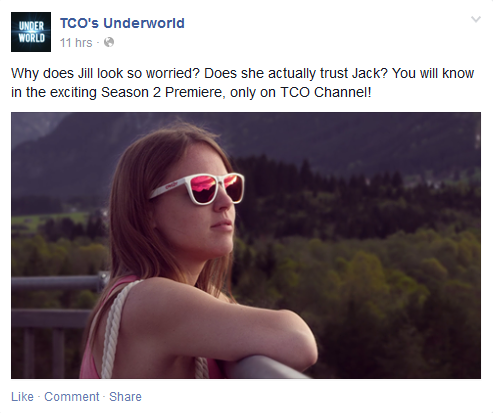 UNDER
WORLD
TCO's Underworld
11 hrs ·
Why does Jill look so worried? Does she actually trust Jack? You will know
in the exciting Season 2 Premiere, only on TCO Channel!
Like · Comment · Share